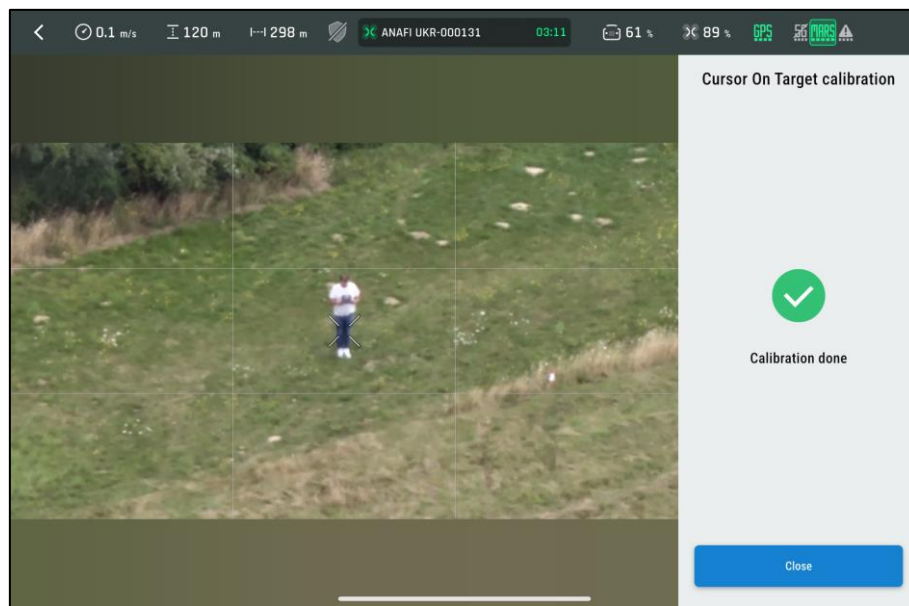 0.1 m/s 120 m 298 m ANAFI UKR-000131 03:11 61 % 89 % GPS 5G MARS
Cursor On Target calibration
Calibration done
Close